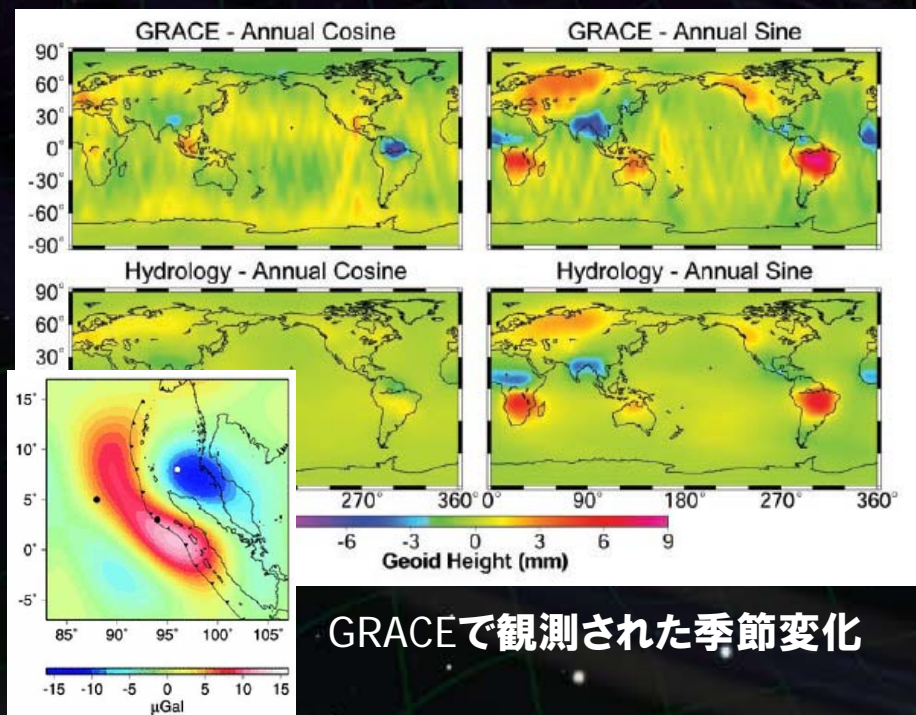 GRACE - Annual Cosine
GRACE - Annual Sine
90°
60°
30°
0°
-30°
-60°
-90°
Hydrology - Annual Cosine
Hydrology - Annual Sine
90°
60°
30°
270° 360° 0° 90° 180° 270° 360°
-6 -3 0 3 6 9
Geoid Height (mm)
15°
10°
5°
0°
-5°
85° 90° 95° 100° 105°
-15 -10 -5 0 5 10 15
μGal
GRACEで観測された季節変化